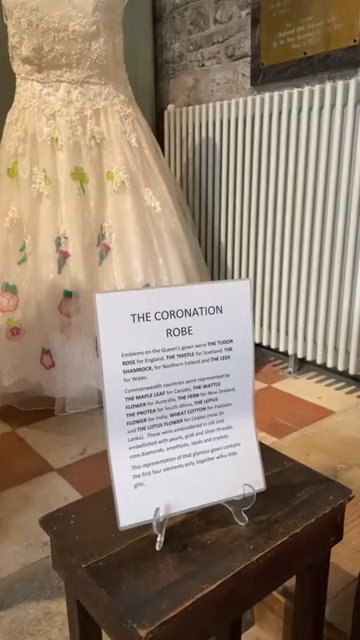 THE CORONATION
ROBE
Emblems on the Queen's gown were THE TUDOR
ROSE for England, THE THISTLE for Scotland, THE
SHAMROCK, for Northern Ireland and THE LEEK
for Wales.
Commonwealth countries were represented by
THE MAPLE LEAF for Canada, THE WATTLE
FLOWER for Australia, THE FERN for New Zealand,
THE PROTEA for South Africa, THE LOTUS
FLOWER for India, WHEAT COTTON for Pakistan
and THE LOTUS FLOWER for Ceylon (now Sri
Lanka). These were embroidered in silk and
embellished with pearls, gold and silver threads,
rose diamonds, amethysts, opals and crystals.
This representation of that glorious gown contains
the first four elements only, together with a little
glitz.